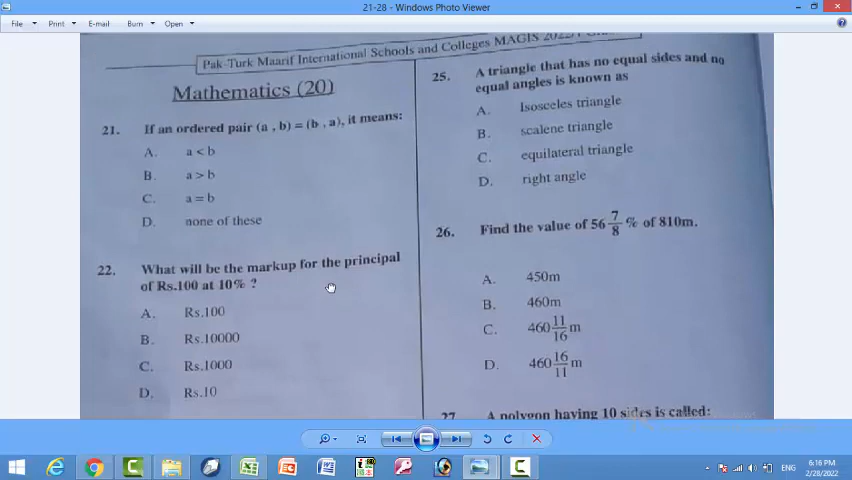 21-28 - Windows Photo Viewer
File Print E-mail Burn Open
Pak-Turk Maarif International Schools and Colleges MAGIS
Mathematics (20)
21. If an ordered pair (a , b) = (b , a), it means:
A. a < b
B. a > b
C. a = b
D. none of these
22. What will be the markup for the principal
of Rs.100 at 10% ?
A. Rs.100
B. Rs.10000
C. Rs.1000
D. Rs.10
25. A triangle that has no equal sides and no
equal angles is known as
A. Isosceles triangle
B. scalene triangle
C. equilateral triangle
D. right angle
26. Find the value of 56 7/8 % of 810m.
A. 450m
B. 460m
C. 460 11/16 m
D. 460 16/11 m
27. A polygon having 10 sides is called:
ENG
6:16 PM
2/28/2022